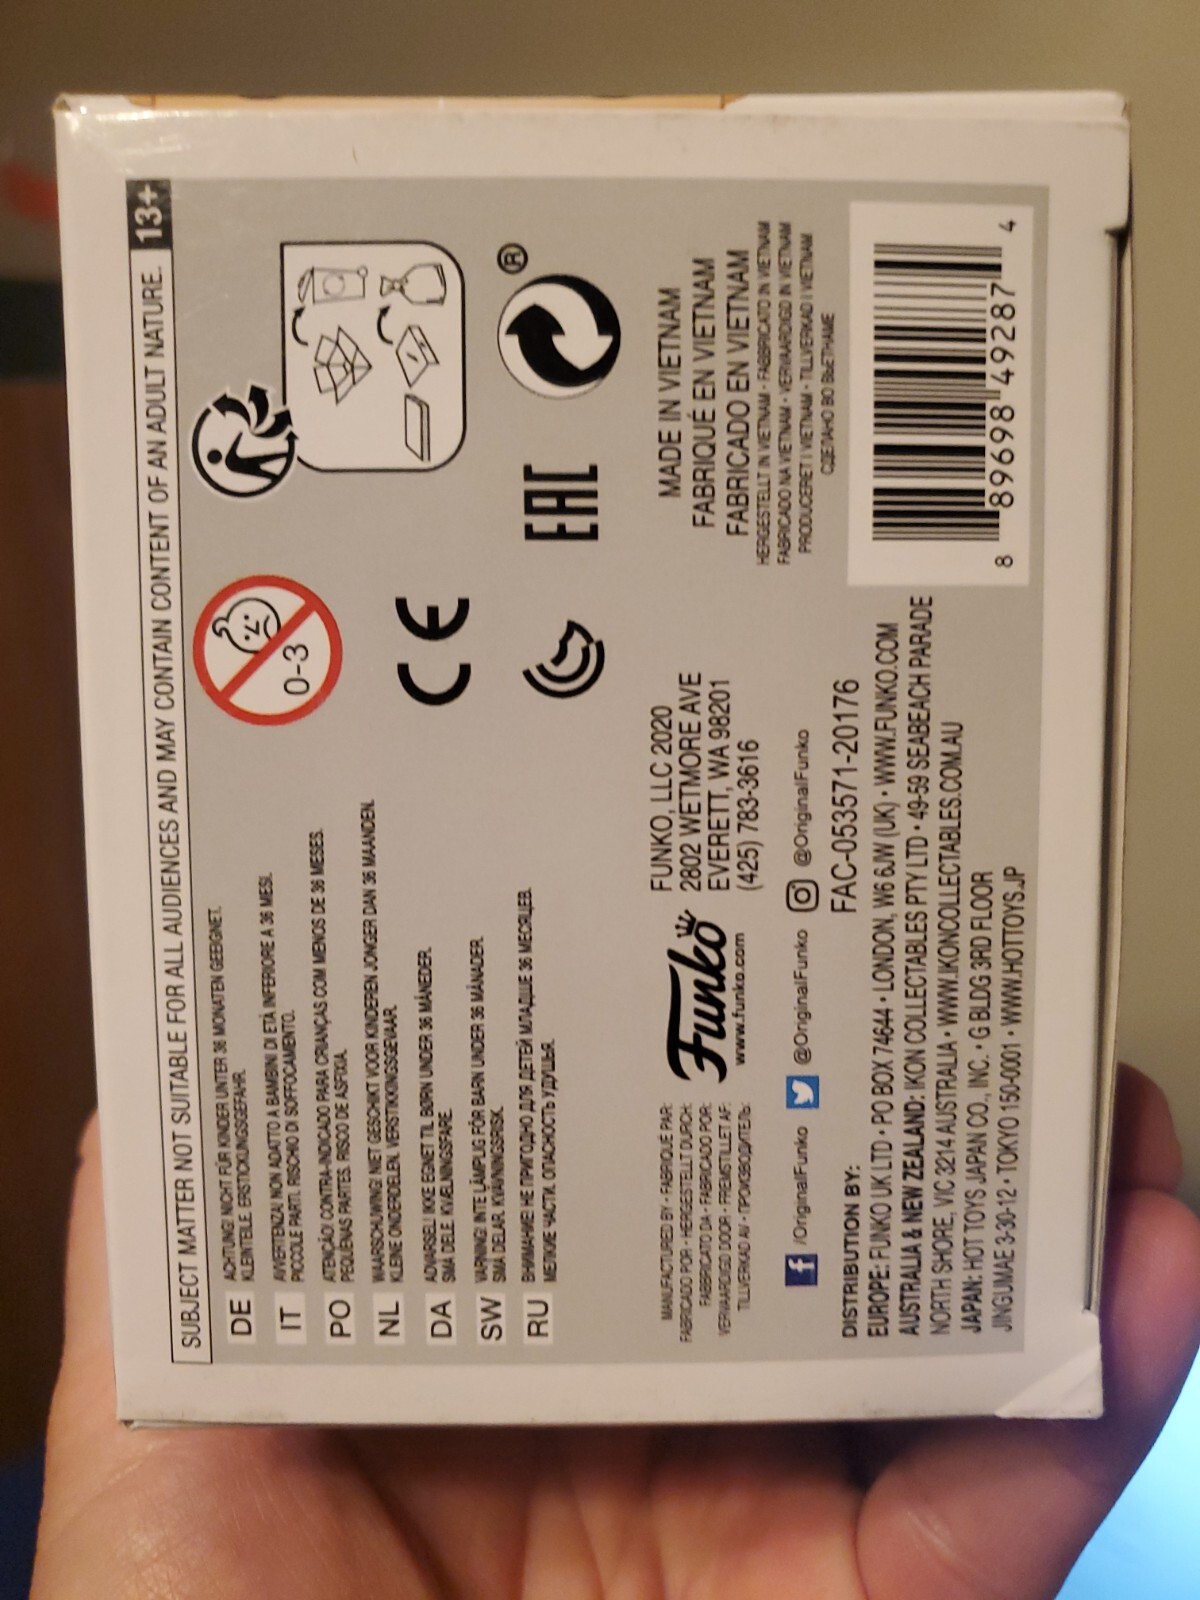 SUBJECT MATTER NOT SUITABLE FOR ALL AUDIENCES AND MAY CONTAIN CONTENT OF AN ADULT NATURE. 13+
DE ACHTUNG! NICHT FÜR KINDER UNTER 36 MONATEN GEEIGNET.
KLEINTEILE. ERSTICKUNGSGEFAHR.
IT AVVERTENZA! NON ADATTO A BAMBINI DI ETÀ INFERIORE A 36 MESI.
PICCOLE PARTI. RISCHIO DI SOFFOCAMENTO.
PO ATENÇÃO! CONTRA-INDICADO PARA CRIANÇAS COM MENOS DE 36 MESES.
PEQUENAS PARTES. RISCO DE ASFIXIA.
NL WAARSCHUWING! NIET GESCHIKT VOOR KINDEREN JONGER DAN 36 MAANDEN.
KLEINE ONDERDELEN. VERSTIKKINGSGEVAAR.
DA ADVARSEL! IKKE EGNET TIL BØRN UNDER 36 MÅNEDER.
SMÅ DELE. KVÆLNINGSFARE.
SW VARNING! INTE LÄMPLIG FÖR BARN UNDER 36 MÅNADER.
SMÅ DELAR. KVÄVNINGSRISK.
RU ВНИМАНИЕ! НЕ ПРИГОДНО ДЛЯ ДЕТЕЙ МЛАДШЕ 36 МЕСЯЦЕВ.
МЕЛКИЕ ЧАСТИ. ОПАСНОСТЬ УДУШЬЯ.
0-3
CE
EAC
®
MANUFACTURED BY • FABRIQUÉ PAR:
FABRICADO POR • HERGESTELLT DURCH:
FABBRICATO DA • FABRICADO POR:
VERVAARDIGD DOOR • FREMSTILLET AF:
TILLVERKAD AV • ПРОИЗВОДИТЕЛЬ:
Funko
www.funko.com
FUNKO, LLC 2020
2802 WETMORE AVE
EVERETT, WA 98201
(425) 783-3616
MADE IN VIETNAM
FABRIQUÉ EN VIETNAM
FABRICADO EN VIETNAM
HERGESTELLT IN VIETNAM • FABBRICATO IN VIETNAM
FABRICADO NA VIETNAM • VERVAARDIGD IN VIETNAM
PRODUCERET I VIETNAM • TILLVERKAD I VIETNAM
СДЕЛАНО ВО ВЬЕТНАМЕ
f /OriginalFunko @OriginalFunko @OriginalFunko
FAC-053571-20176
DISTRIBUTION BY:
EUROPE: FUNKO UK LTD • PO BOX 74644 • LONDON, W6 6JW (UK) • WWW.FUNKO.COM
AUSTRALIA & NEW ZEALAND: IKON COLLECTABLES PTY LTD • 49-59 SEABEACH PARADE
NORTH SHORE, VIC 3214 AUSTRALIA • WWW.IKONCOLLECTABLES.COM.AU
JAPAN: HOT TOYS JAPAN CO., INC. • G BLDG 3RD FLOOR
JINGUMAE 3-30-12 • TOKYO 150-0001 • WWW.HOTTOYS.JP
8 89698 49287 4